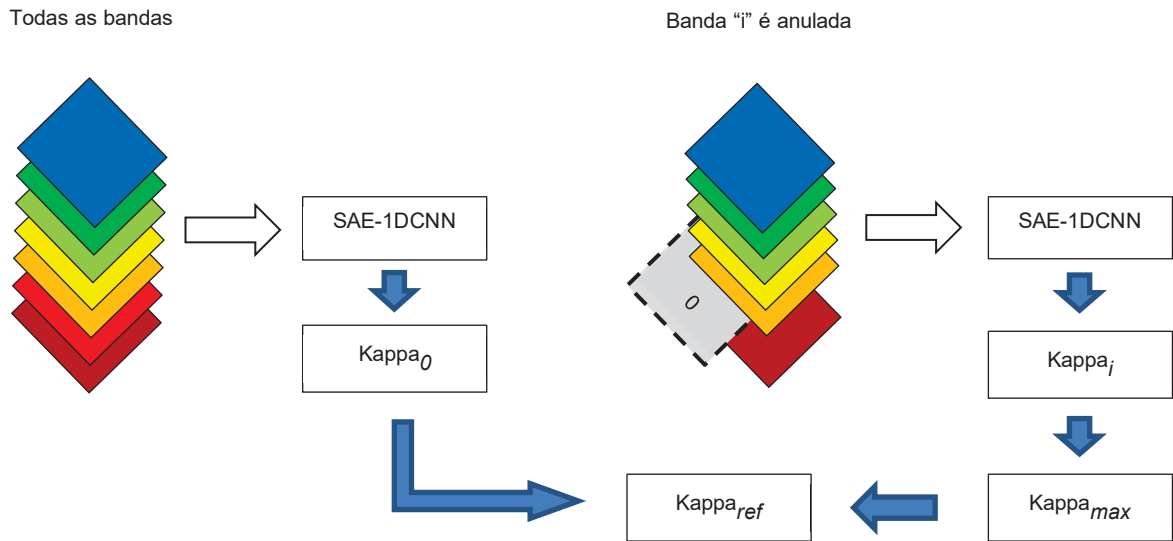 Todas as bandas
Banda “i” é anulada
SAE-1DCNN
SAE-1DCNN
0
Kappa0
Kappai
Kapparef
Kappamax